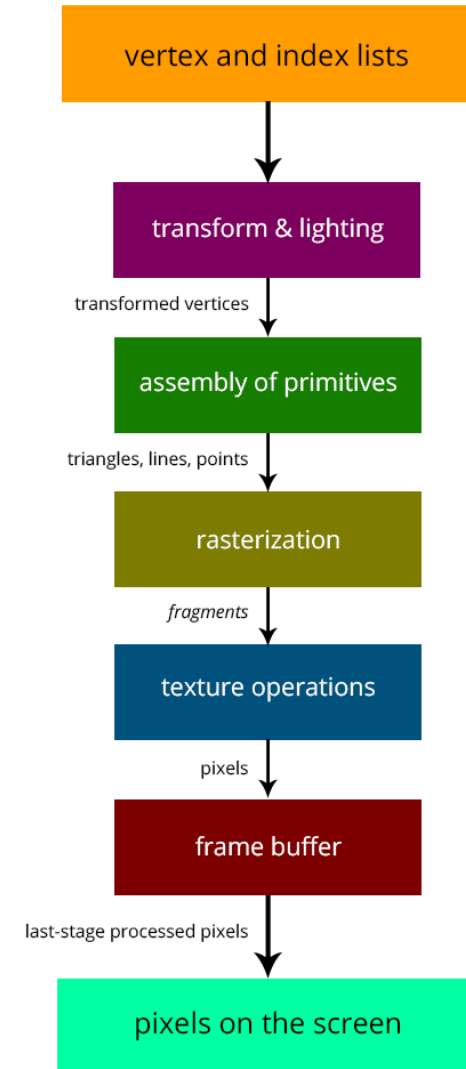 vertex and index lists
transform & lighting
transformed vertices
assembly of primitives
triangles, lines, points
rasterization
fragments
texture operations
pixels
frame buffer
last-stage processed pixels
pixels on the screen